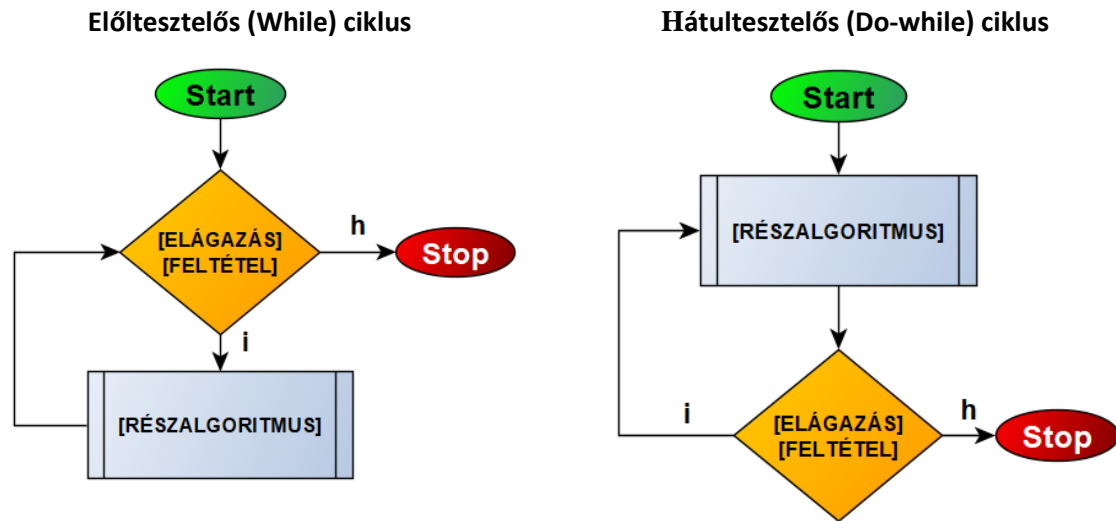 Előltesztelős (While) ciklus
Start
[ELÁGAZÁS]
[FELTÉTEL]
h
Stop
i
[RÉSZALGORITMUS]
Hátultesztelős (Do-while) ciklus
Start
[RÉSZALGORITMUS]
[ELÁGAZÁS]
[FELTÉTEL]
i
h
Stop